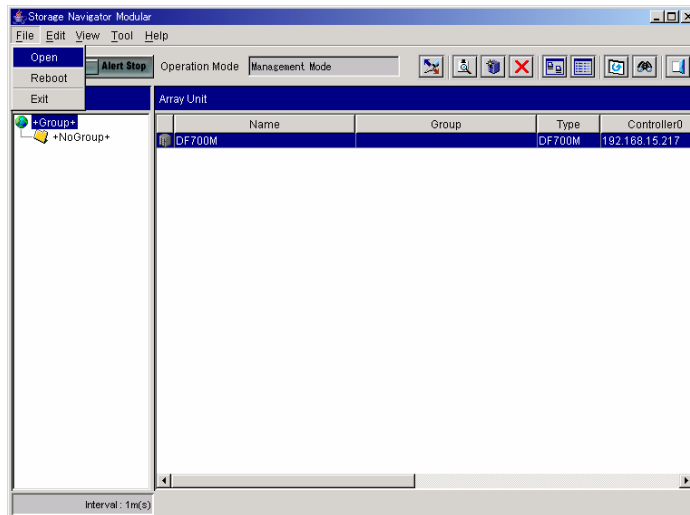 Storage Navigator Modular
File Edit View Tool Help
Open
Reboot
Exit
Alert Stop
Operation Mode
Management Mode
Array Unit
+Group+
+NoGroup+
Name Group Type Controller0
DF700M DF700M 192.168.15.217
Interval : 1m(s)